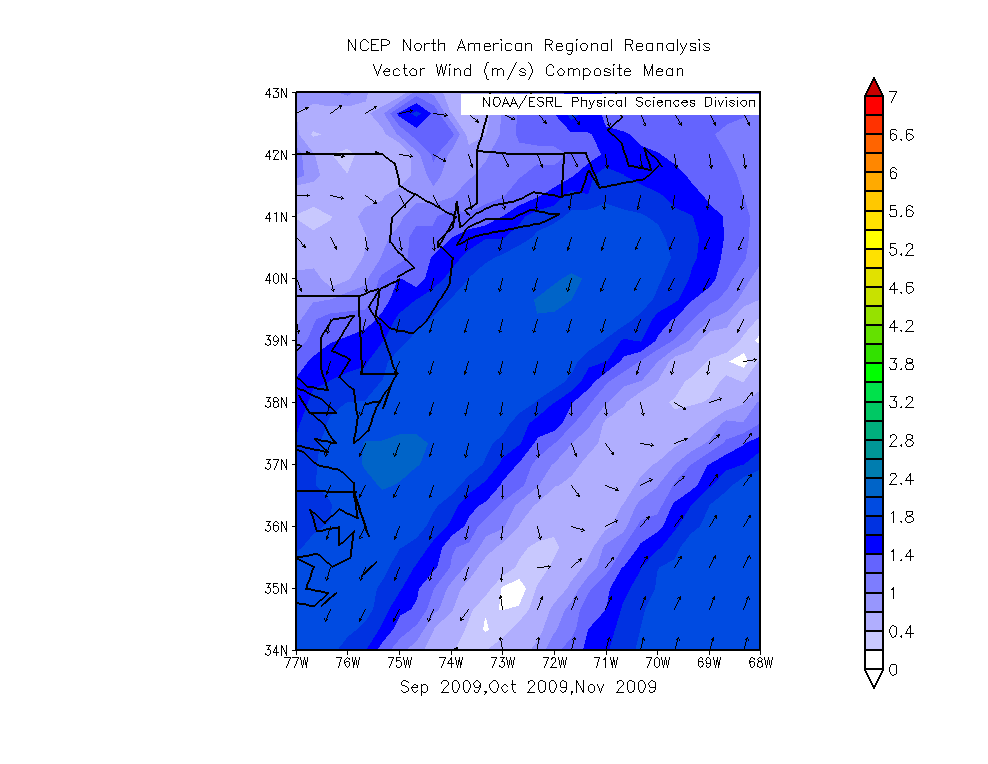 NCEP North American Regional Reanalysis
Vector Wind (m/s) Composite Mean
NOAA/ESRL Physical Sciences Division
43N
42N
41N
40N
39N
38N
37N
36N
35N
34N
77W 76W 75W 74W 73W 72W 71W 70W 69W 68W
Sep 2009,Oct 2009,Nov 2009
7
6.6
6
5.6
5.2
4.6
4.2
3.8
3.2
2.8
2.4
1.8
1.4
1
0.4
0